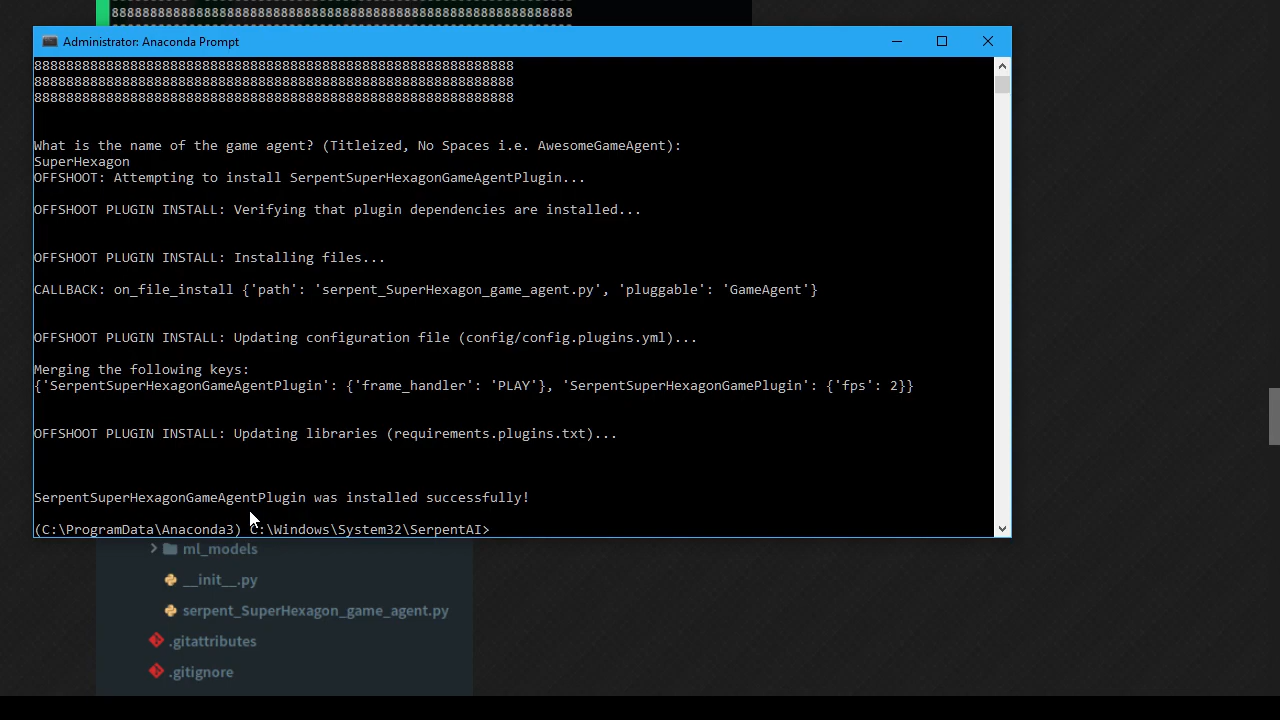 8888888888888888888888888888888888888888888888888888888888
Administrator: Anaconda Prompt
888888888888888888888888888888888888888888888888888888888888
888888888888888888888888888888888888888888888888888888888888
888888888888888888888888888888888888888888888888888888888888
What is the name of the game agent? (Titleized, No Spaces i.e. AwesomeGameAgent):
SuperHexagon
OFFSHOOT: Attempting to install SerpentSuperHexagonGameAgentPlugin...
OFFSHOOT PLUGIN INSTALL: Verifying that plugin dependencies are installed...
OFFSHOOT PLUGIN INSTALL: Installing files...
CALLBACK: on_file_install {'path': 'serpent_SuperHexagon_game_agent.py', 'pluggable': 'GameAgent'}
OFFSHOOT PLUGIN INSTALL: Updating configuration file (config/config.plugins.yml)...
Merging the following keys:
{'SerpentSuperHexagonGameAgentPlugin': {'frame_handler': 'PLAY'}, 'SerpentSuperHexagonGamePlugin': {'fps': 2}}
OFFSHOOT PLUGIN INSTALL: Updating libraries (requirements.plugins.txt)...
SerpentSuperHexagonGameAgentPlugin was installed successfully!
(C:\ProgramData\Anaconda3) C:\Windows\System32\SerpentAI>
ml_models
__init__.py
serpent_SuperHexagon_game_agent.py
.gitattributes
.gitignore